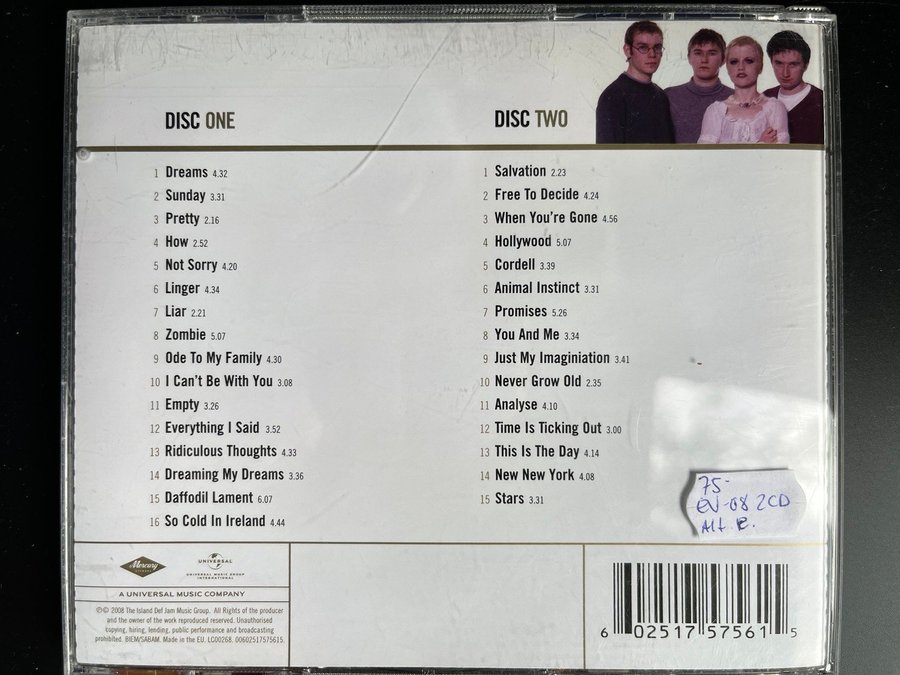 DISC ONE
1 Dreams 4.32
2 Sunday 3.31
3 Pretty 2.16
4 How 2.52
5 Not Sorry 4.20
6 Linger 4.34
7 Liar 2.21
8 Zombie 5.07
9 Ode To My Family 4.30
10 I Can't Be With You 3.08
11 Empty 3.26
12 Everything I Said 3.52
13 Ridiculous Thoughts 4.33
14 Dreaming My Dreams 3.36
15 Daffodil Lament 6.07
16 So Cold In Ireland 4.44
DISC TWO
1 Salvation 2.23
2 Free To Decide 4.24
3 When You're Gone 4.56
4 Hollywood 5.07
5 Cordell 3.39
6 Animal Instinct 3.31
7 Promises 5.26
8 You And Me 3.34
9 Just My Imaginiation 3.41
10 Never Grow Old 2.35
11 Analyse 4.10
12 Time Is Ticking Out 3.00
13 This Is The Day 4.14
14 New New York 4.08
15 Stars 3.31
75-
EV-08 2CD
Alt. R.
Mercury
RECORDS
UNIVERSAL
UNIVERSAL MUSIC GROUP
INTERNATIONAL
A UNIVERSAL MUSIC COMPANY
℗© 2008 The Island Def Jam Music Group. All Rights of the producer
and the owner of the work reproduced reserved. Unauthorised
copying, hiring, lending, public performance and broadcasting
prohibited. BIEM/SABAM. Made in the EU. LC00268. 00602517575615.
6 02517 57561 5